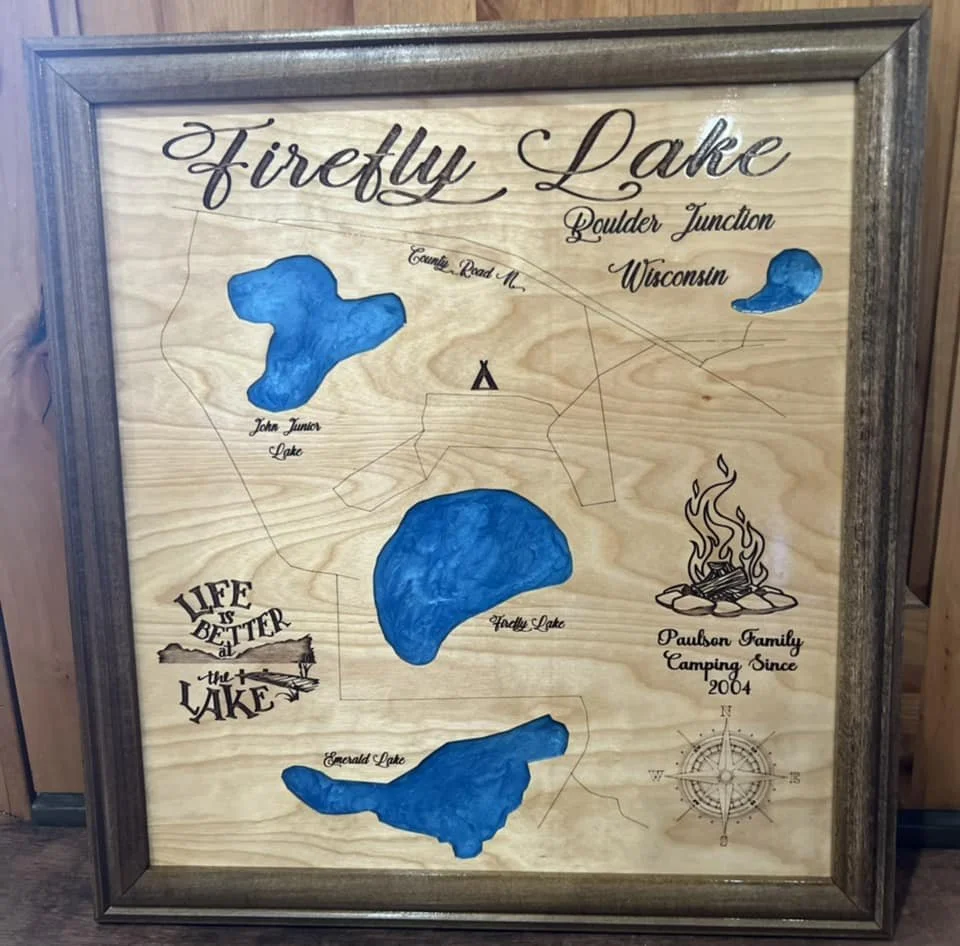 Firefly Lake
Boulder Junction
Wisconsin
County Road M
John Junior
Lake
Firefly Lake
LIFE
IS
BETTER
at
the
LAKE
Paulson Family
Camping Since
2004
Emerald Lake
N
W E
S